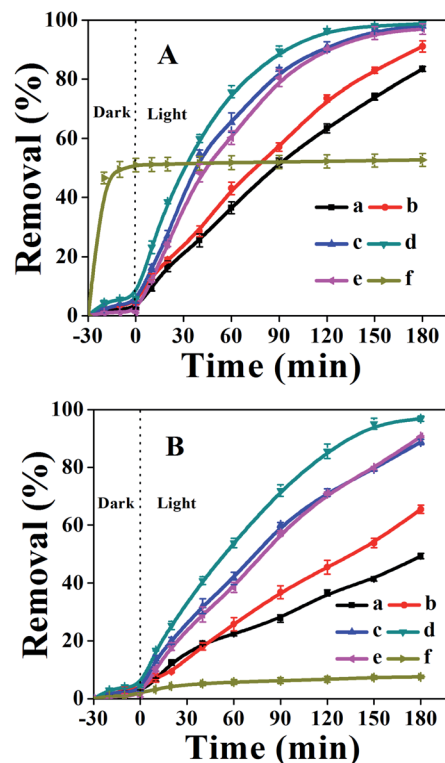 A
Dark
Light
Removal (%)
100
80
60
40
20
0
a
b
c
d
e
f
-30
0
30
60
90
120
150
180
Time (min)
B
Dark
Light
Removal (%)
100
80
60
40
20
0
a
b
c
d
e
f
-30
0
30
60
90
120
150
180
Time (min)